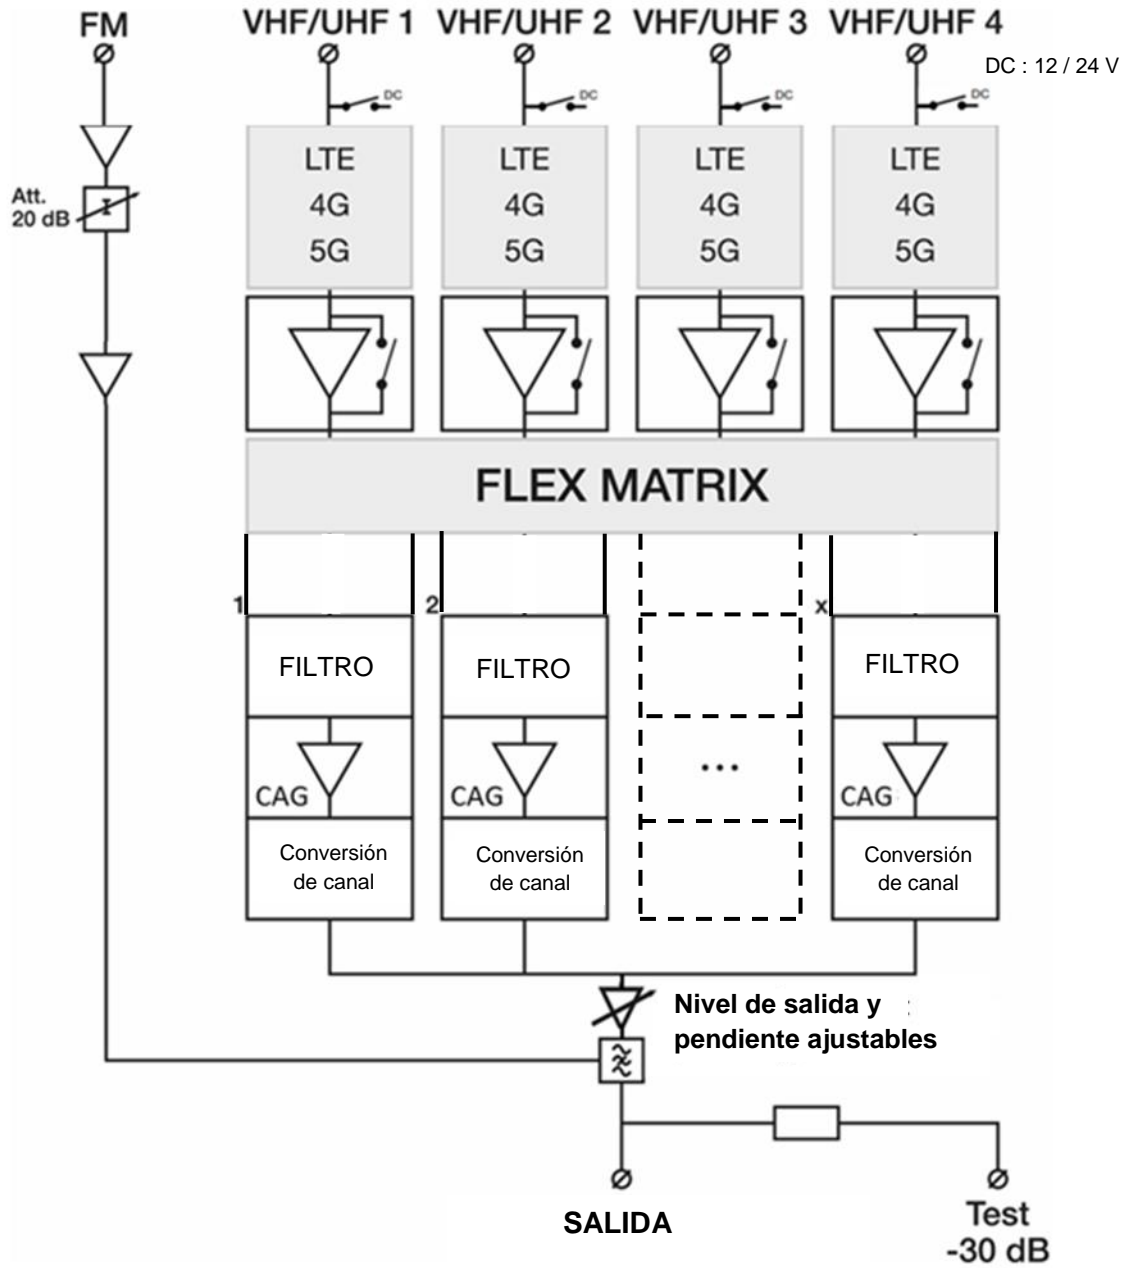 FM
VHF/UHF 1
VHF/UHF 2
VHF/UHF 3
VHF/UHF 4
DC : 12 / 24 V
DC
DC
DC
DC
LTE
4G
5G
LTE
4G
5G
LTE
4G
5G
LTE
4G
5G
Att.
20 dB
FLEX MATRIX
1
2
x
FILTRO
FILTRO
FILTRO
CAG
CAG
...
CAG
Conversión
de canal
Conversión
de canal
Conversión
de canal
Nivel de salida y
pendiente ajustables
SALIDA
Test
-30 dB